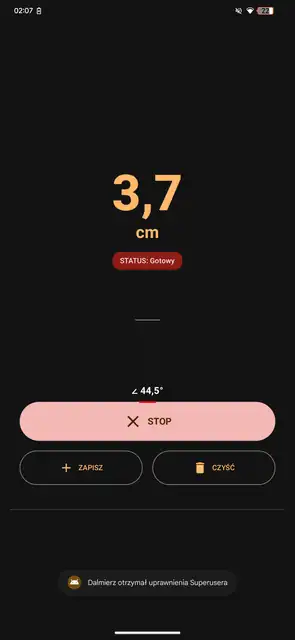 02:07
22
3,7
cm
STATUS: Gotowy
∠ 44,5°
STOP
ZAPISZ
CZYŚĆ
Dalmierz otrzymał uprawnienia Superusera